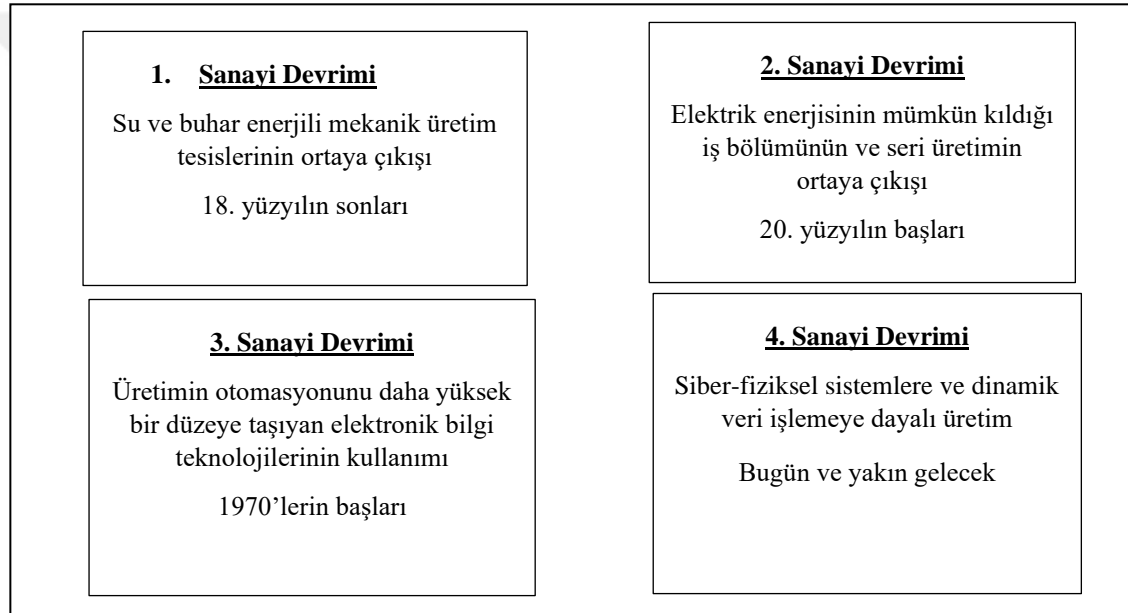 1. Sanayi Devrimi
Su ve buhar enerjili mekanik üretim
tesislerinin ortaya çıkışı
18. yüzyılın sonları
2. Sanayi Devrimi
Elektrik enerjisinin mümkün kıldığı
iş bölümünün ve seri üretimin
ortaya çıkışı
20. yüzyılın başları
3. Sanayi Devrimi
Üretimin otomasyonunu daha yüksek
bir düzeye taşıyan elektronik bilgi
teknolojilerinin kullanımı
1970’lerin başları
4. Sanayi Devrimi
Siber-fiziksel sistemlere ve dinamik
veri işlemeye dayalı üretim
Bugün ve yakın gelecek